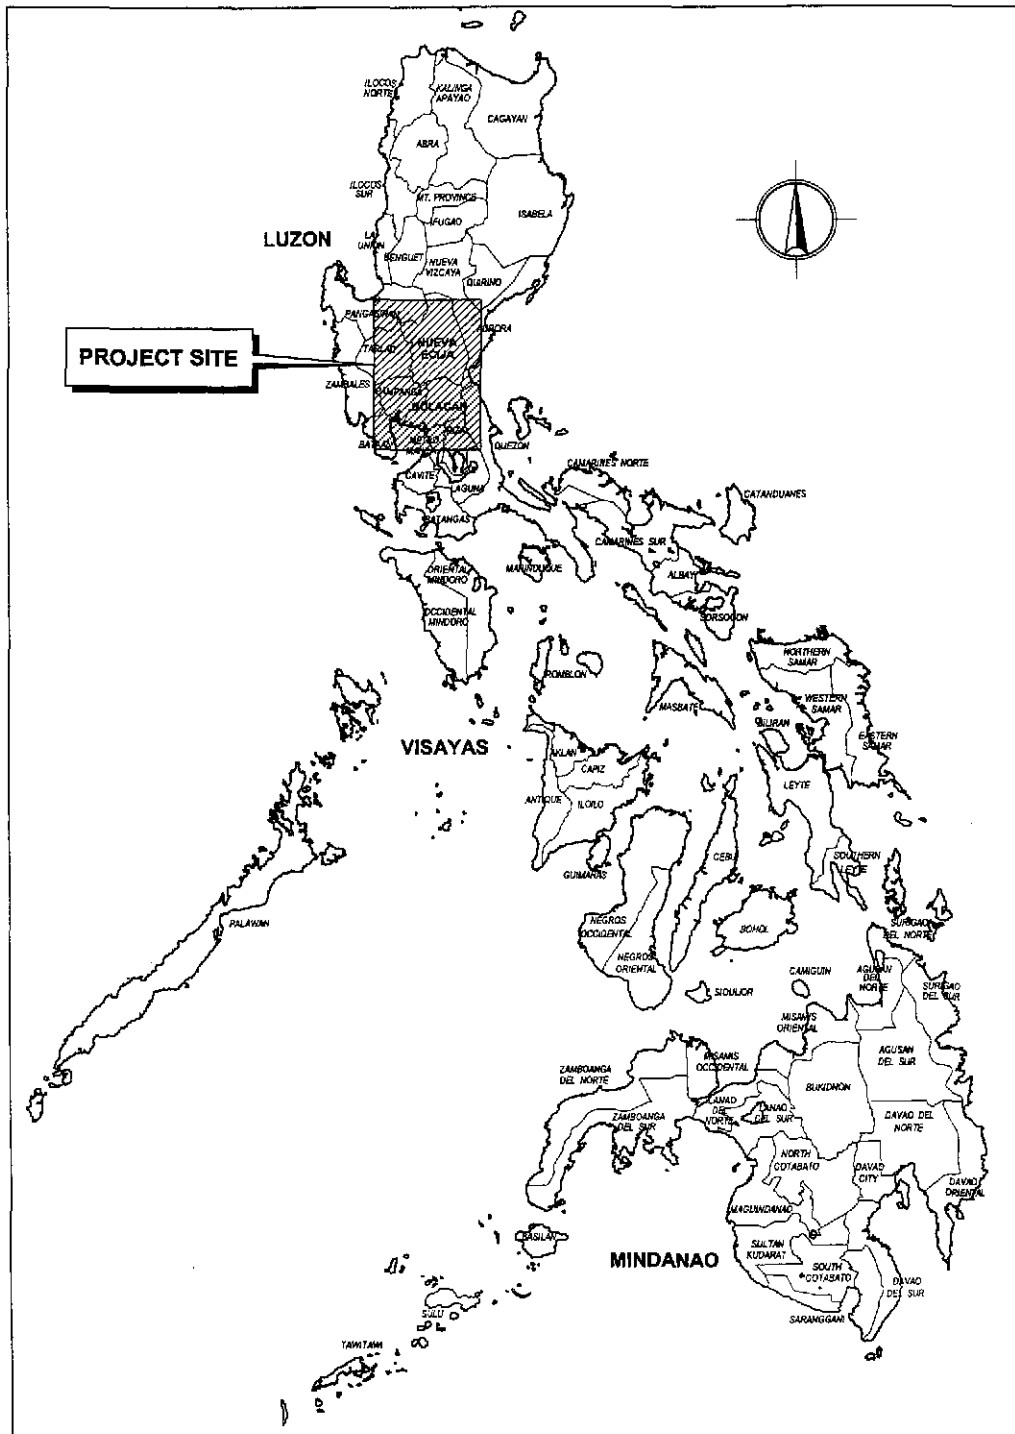 ILOCOS
NORTE
KALINGA
APAYAO
CAGAYAN
ABRA
ILOCOS
SUR
MT. PROVINCE
IFUGAO
ISABELA
LUZON
LA
UNION
BENGUET
NUEVA
VIZCAYA
QUIRINO
PANGASINAN
AURORA
NUEVA
ECIJA
TARLAC
PROJECT SITE
ZAMBALES
PAMPANGA
BULACAN
QUEZON
CAVITE
LAGUNA
BATANGAS
CAMARINES NORTE
CATANDUANES
CAMARINES SUR
ALBAY
SORSOGON
MARINDUQUE
ORIENTAL
MINDORO
OCCIDENTAL
MINDORO
ROMBLON
MASBATE
NORTHERN
SAMAR
WESTERN
SAMAR
EASTERN
SAMAR
BILIRAN
VISAYAS
AKLAN
CAPIZ
ANTIQUE
ILOILO
LEYTE
GUIMARAS
CEBU
SOUTHERN
LEYTE
PALAWAN
NEGROS
OCCIDENTAL
NEGROS
ORIENTAL
BOHOL
SURIGAO
DEL NORTE
SIQUIJOR
CAMIGUIN
AGUSAN
DEL
NORTE
SURIGAO
DEL SUR
MISAMIS
ORIENTAL
MISAMIS
OCCIDENTAL
AGUSAN
DEL SUR
ZAMBOANGA
DEL NORTE
BUKIDNON
LANAO
DEL
NORTE
LANAO
DEL SUR
ZAMBOANGA
DEL SUR
DAVAO DEL
NORTE
NORTH
COTABATO
DAVAO
CITY
DAVAO
ORIENTAL
MAGUINDANAO
BASILAN
SULTAN
KUDARAT
MINDANAO
SOUTH
COTABATO
DAVAO
DEL SUR
SARANGGANI
SULU
TAWITAWI